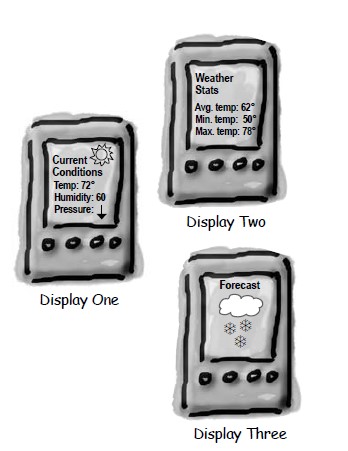 Current
Conditions
Temp: 72°
Humidity: 60
Pressure:
Display One
Weather
Stats
Avg. temp: 62°
Min. temp: 50°
Max. temp: 78°
Display Two
Forecast
Display Three